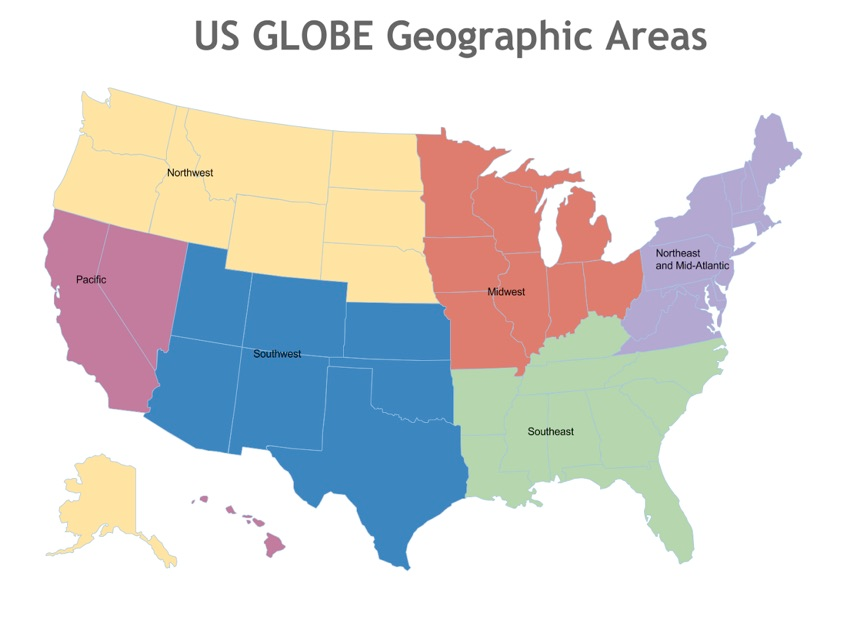 US GLOBE Geographic Areas
Northwest
Northeast
and Mid-Atlantic
Pacific
Midwest
Southwest
Southeast